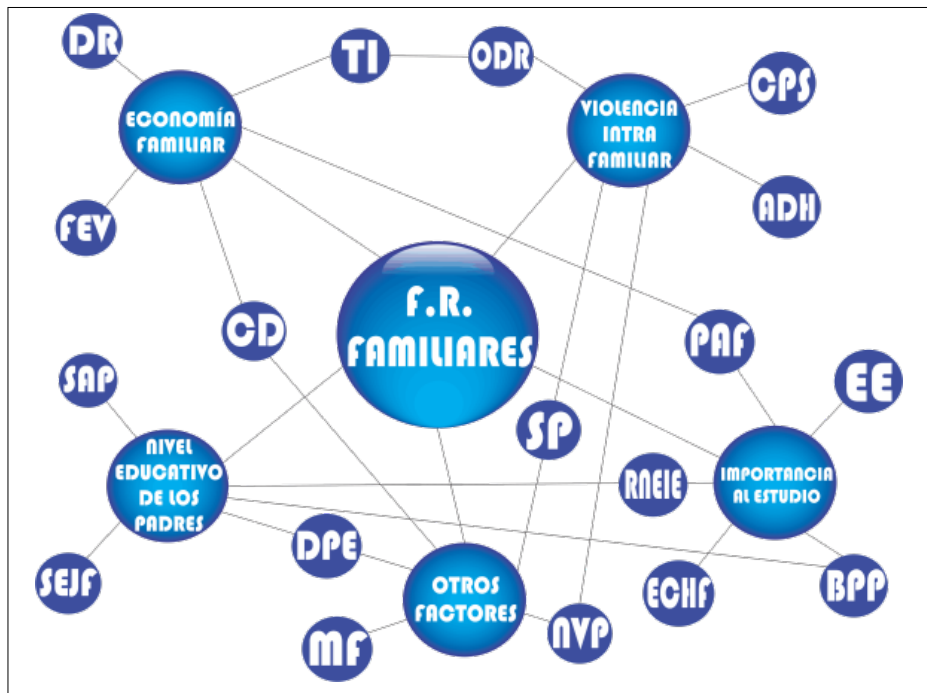 DR
TI
ODR
CPS
ECONOMÍA
FAMILIAR
VIOLENCIA
INTRA
FAMILIAR
FEV
ADH
F.R.
FAMILIARES
CD
PAF
SAP
EE
SP
NIVEL
EDUCATIVO
DE LOS
PADRES
RNEIE
IMPORTANCIA
AL ESTUDIO
DPE
SEJF
OTROS
FACTORES
ECHF
BPP
MF
NVP